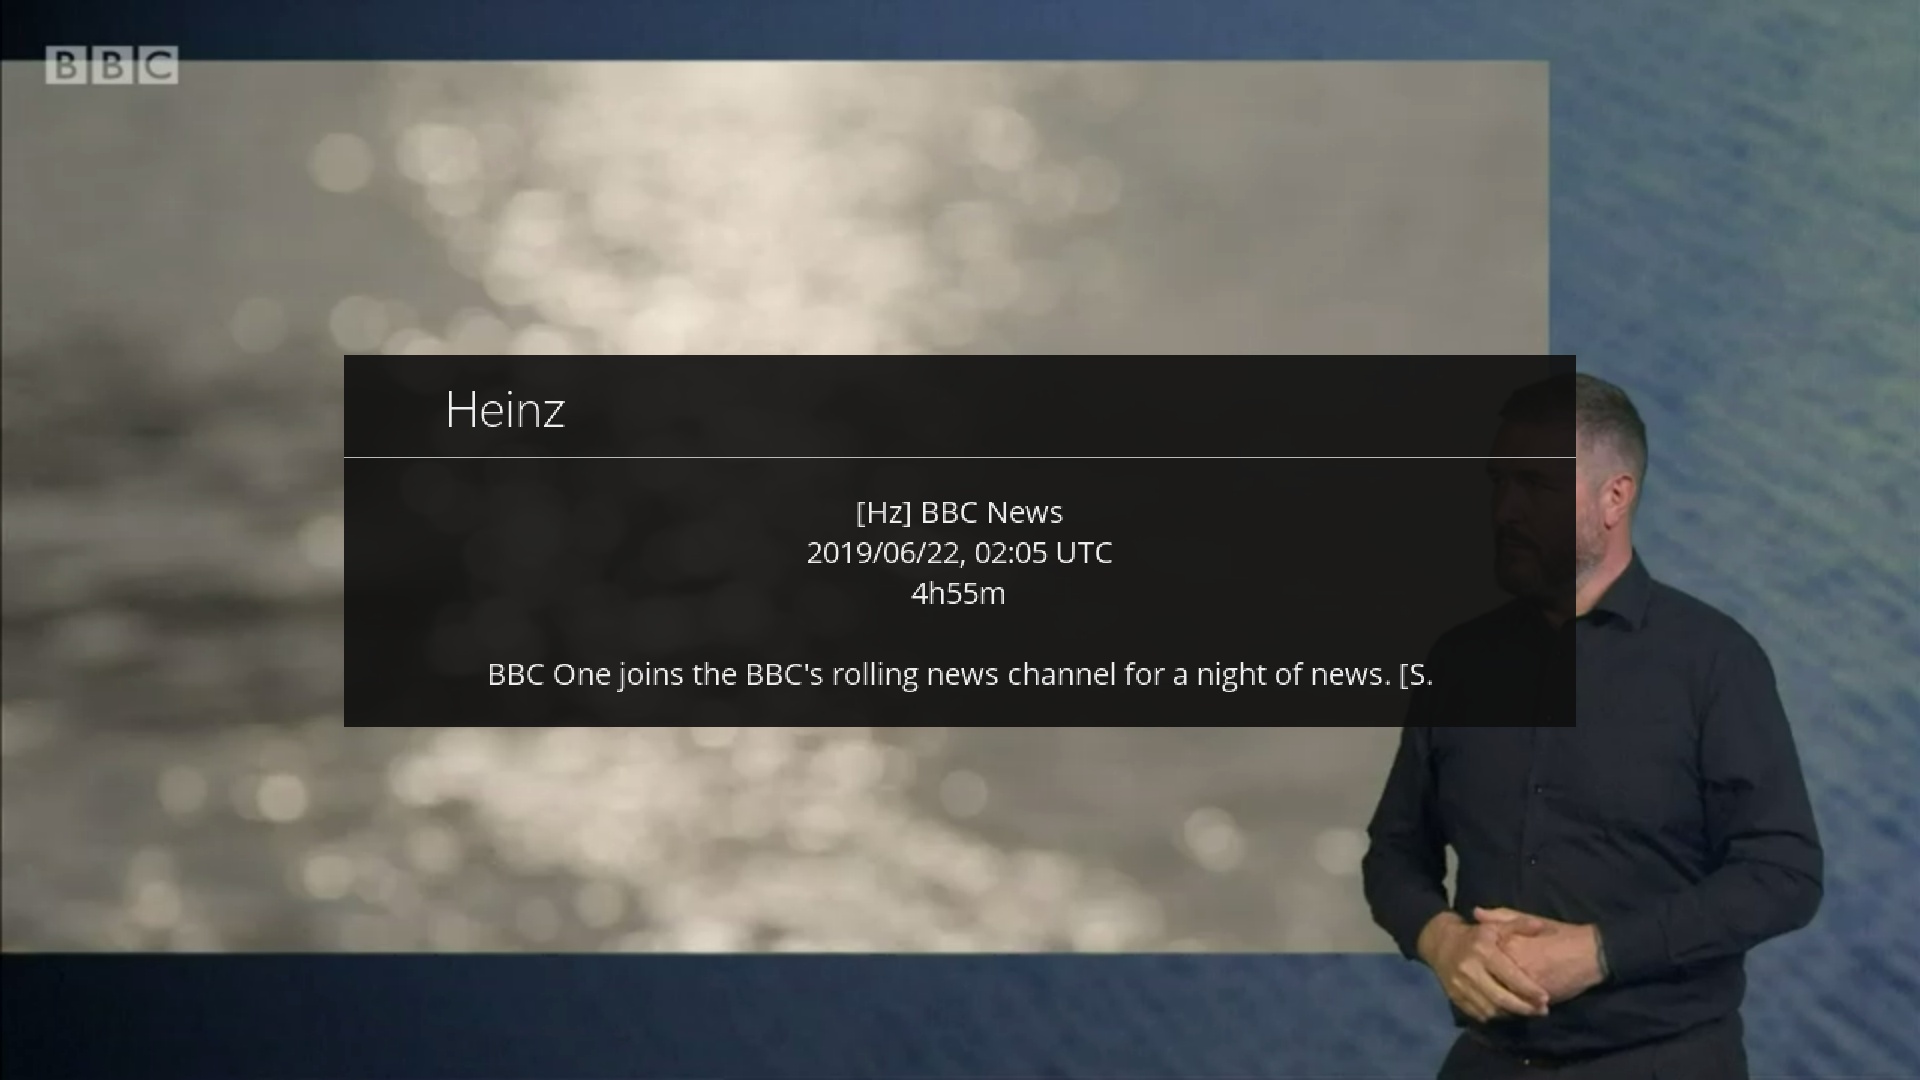 BBC
Heinz
[Hz] BBC News
2019/06/22, 02:05 UTC
4h55m
BBC One joins the BBC's rolling news channel for a night of news. [S.